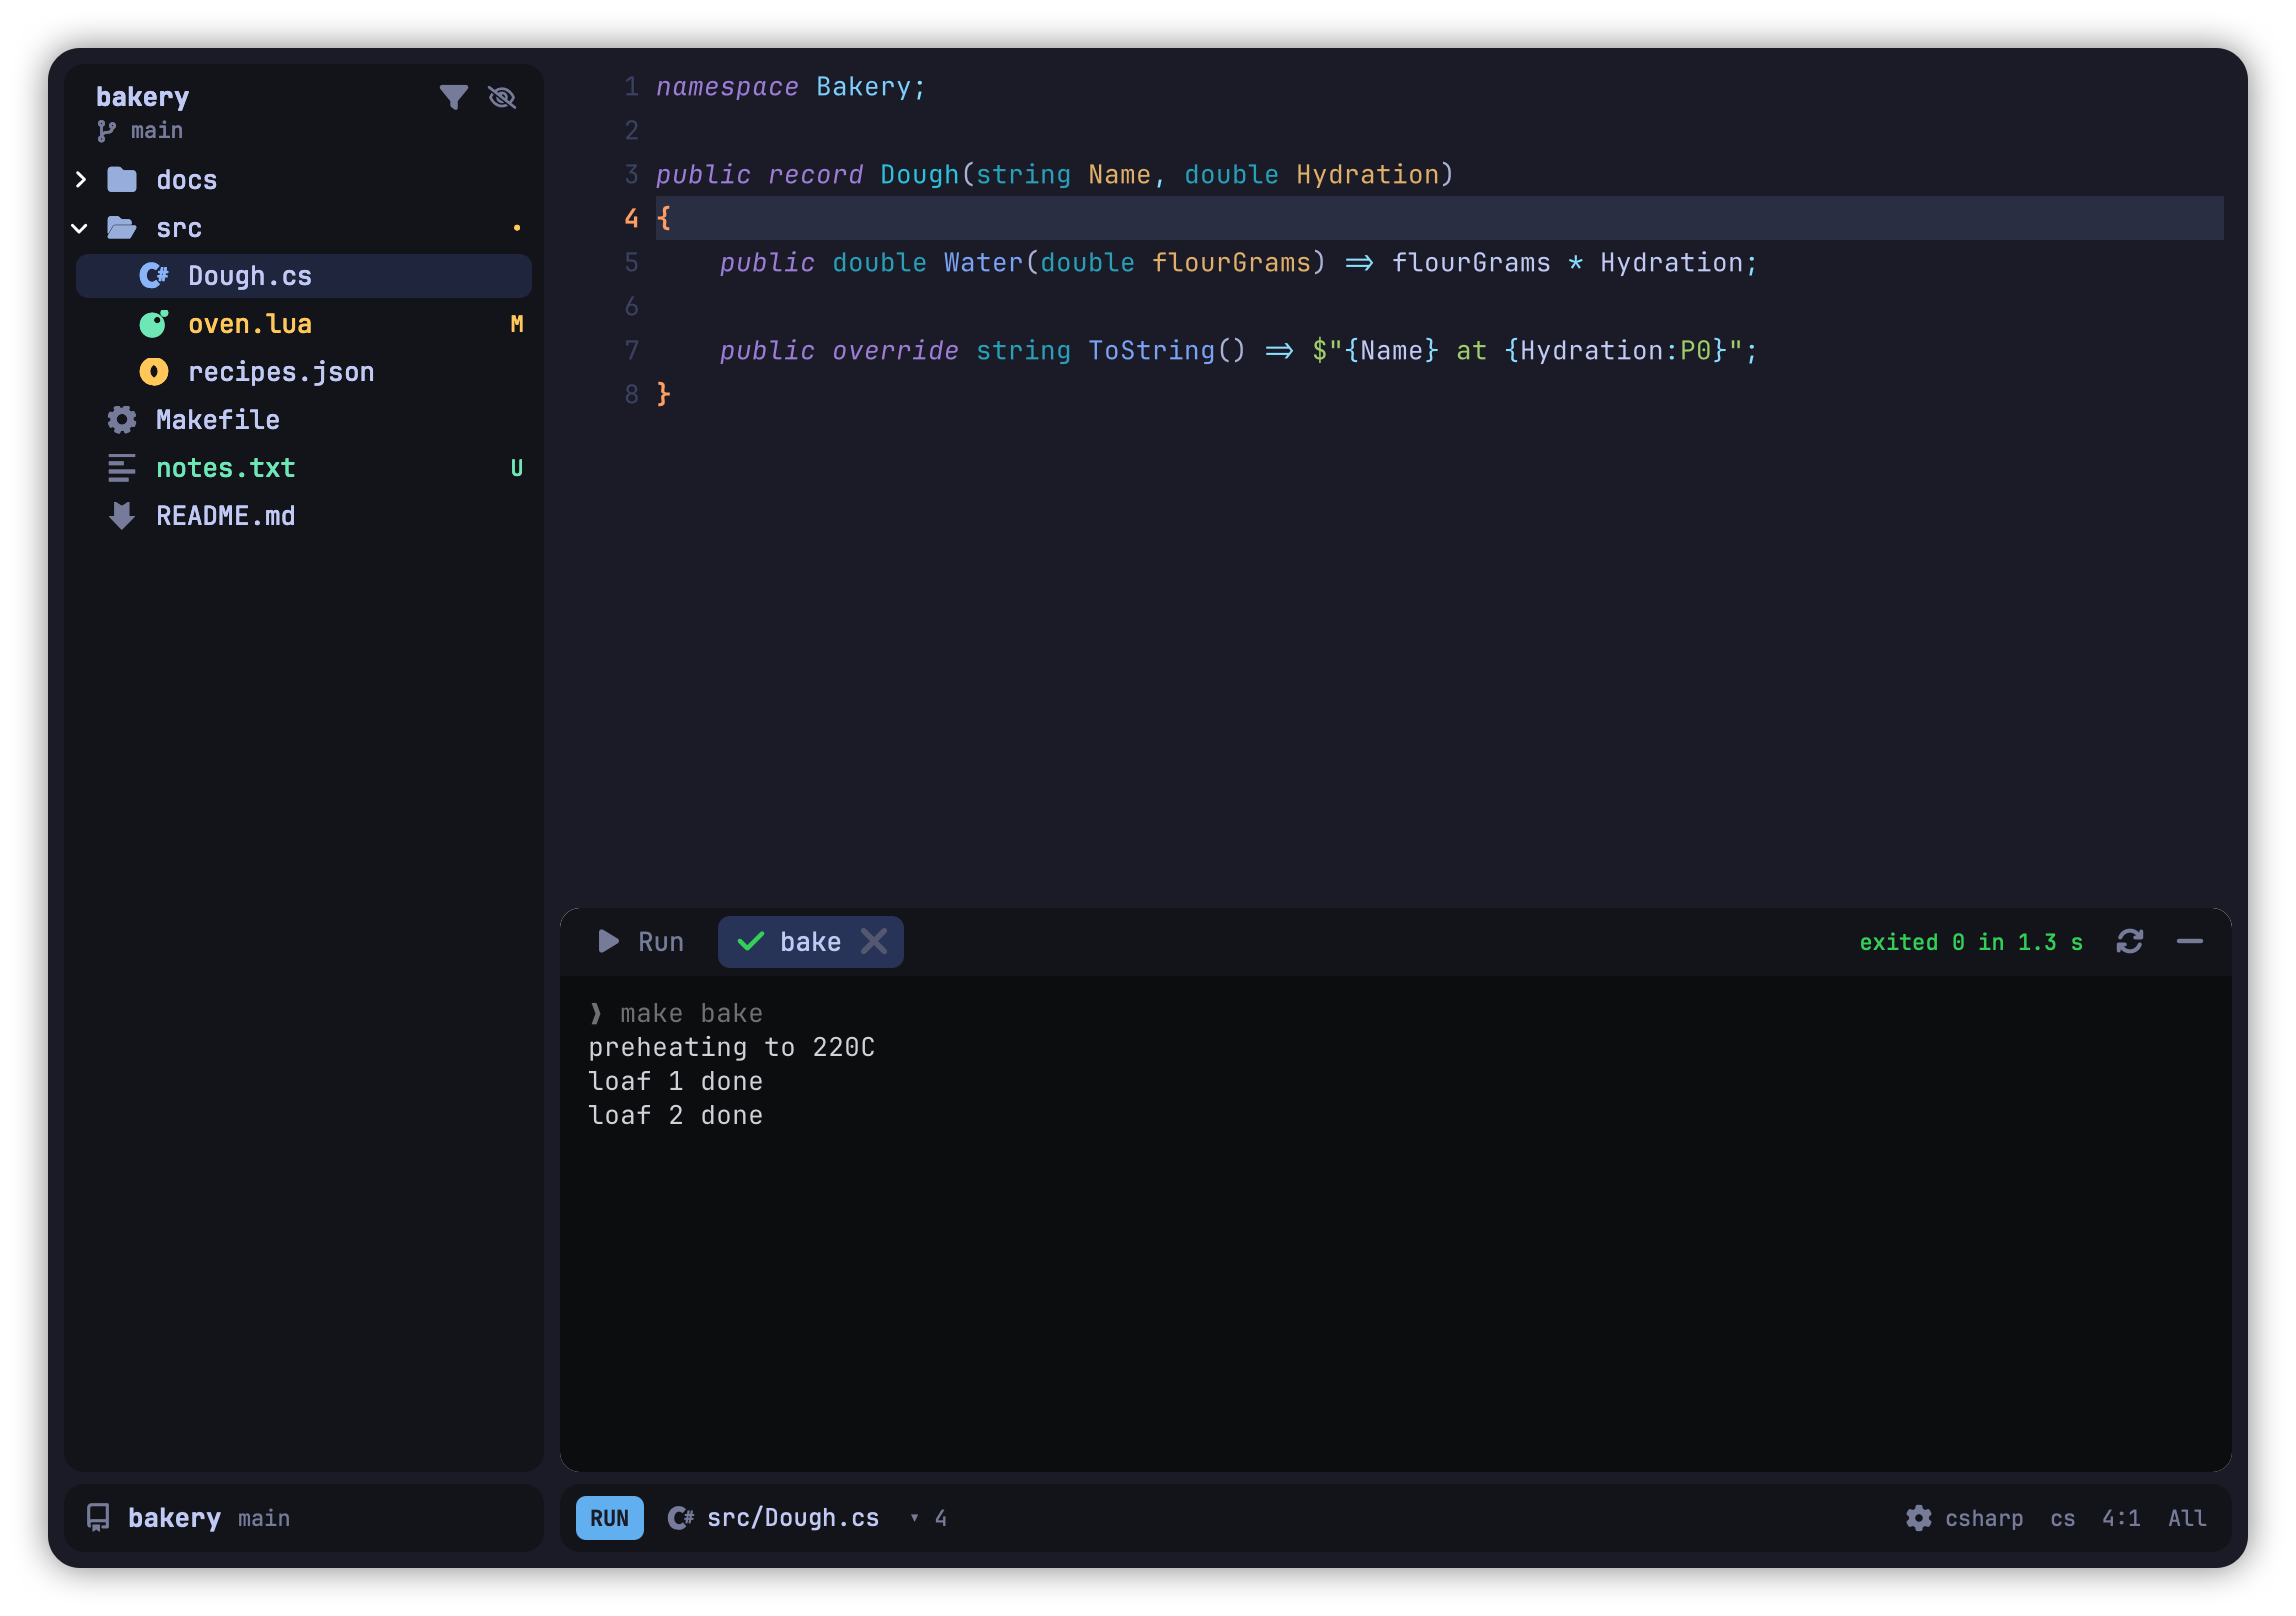 bakery
main
docs
src
Dough.cs
oven.lua M
recipes.json
Makefile
notes.txt U
README.md
1 namespace Bakery;
2
3 public record Dough(string Name, double Hydration)
4 {
5     public double Water(double flourGrams) => flourGrams * Hydration;
6
7     public override string ToString() => $"{Name} at {Hydration:P0}";
8 }
Run bake exited 0 in 1.3 s
❯ make bake
preheating to 220C
loaf 1 done
loaf 2 done
bakery main
RUN src/Dough.cs ▾ 4 csharp cs 4:1 All